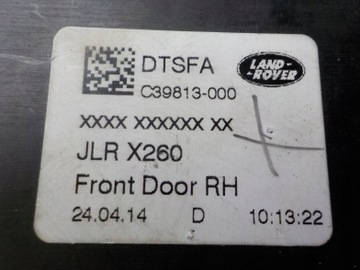 DTSFA
LAND-
ROVER
C39813-000
XXXX XXXXXX XX
JLR X260
Front Door RH
24.04.14 D 10:13:22